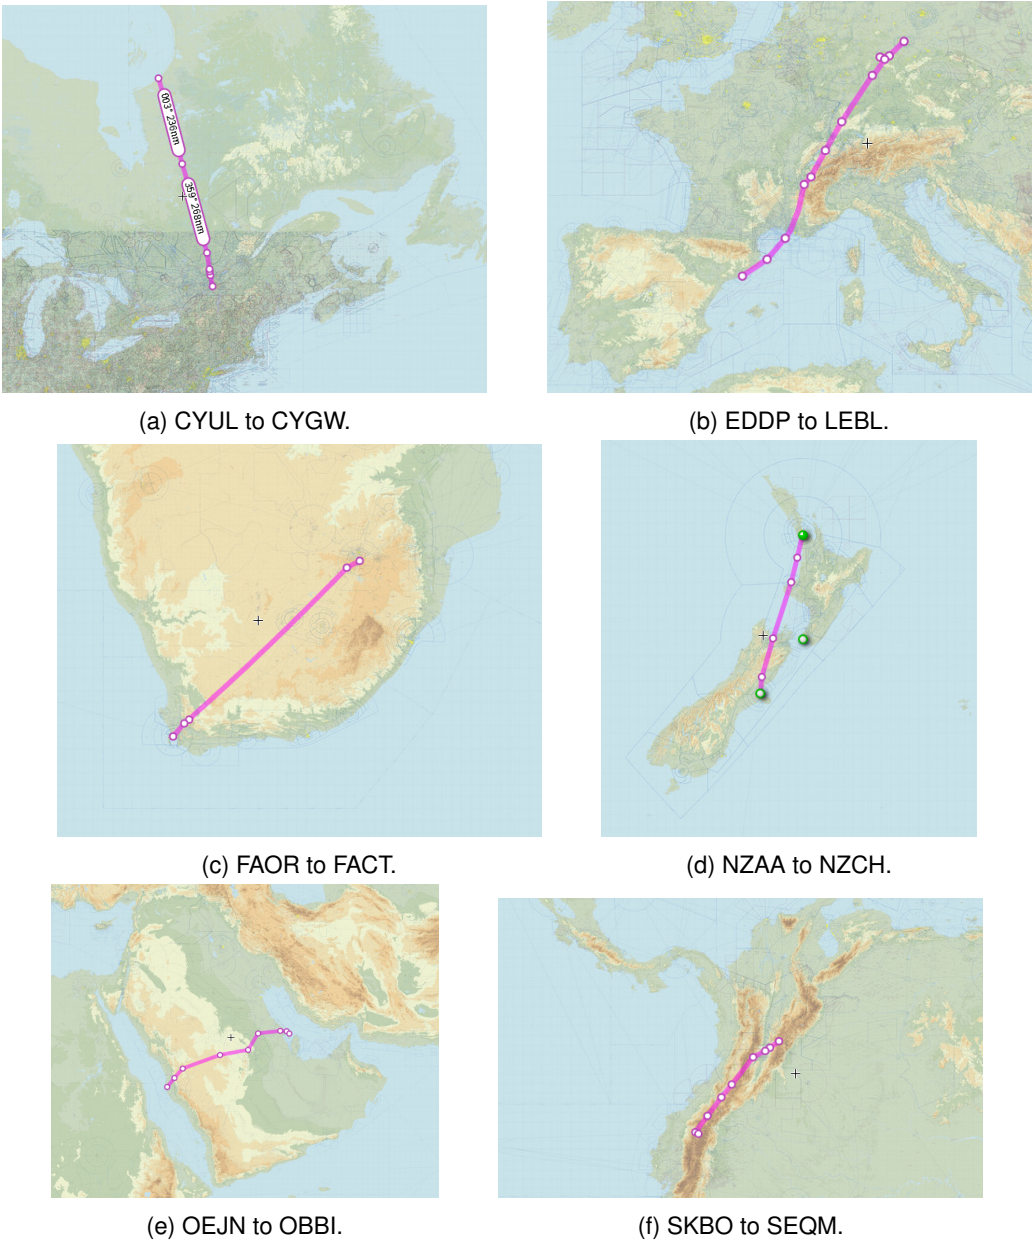 003° 236nm
359° 268nm
(a) CYUL to CYGW.
(b) EDDP to LEBL.
(c) FAOR to FACT.
(d) NZAA to NZCH.
(e) OEJN to OBBI.
(f) SKBO to SEQM.